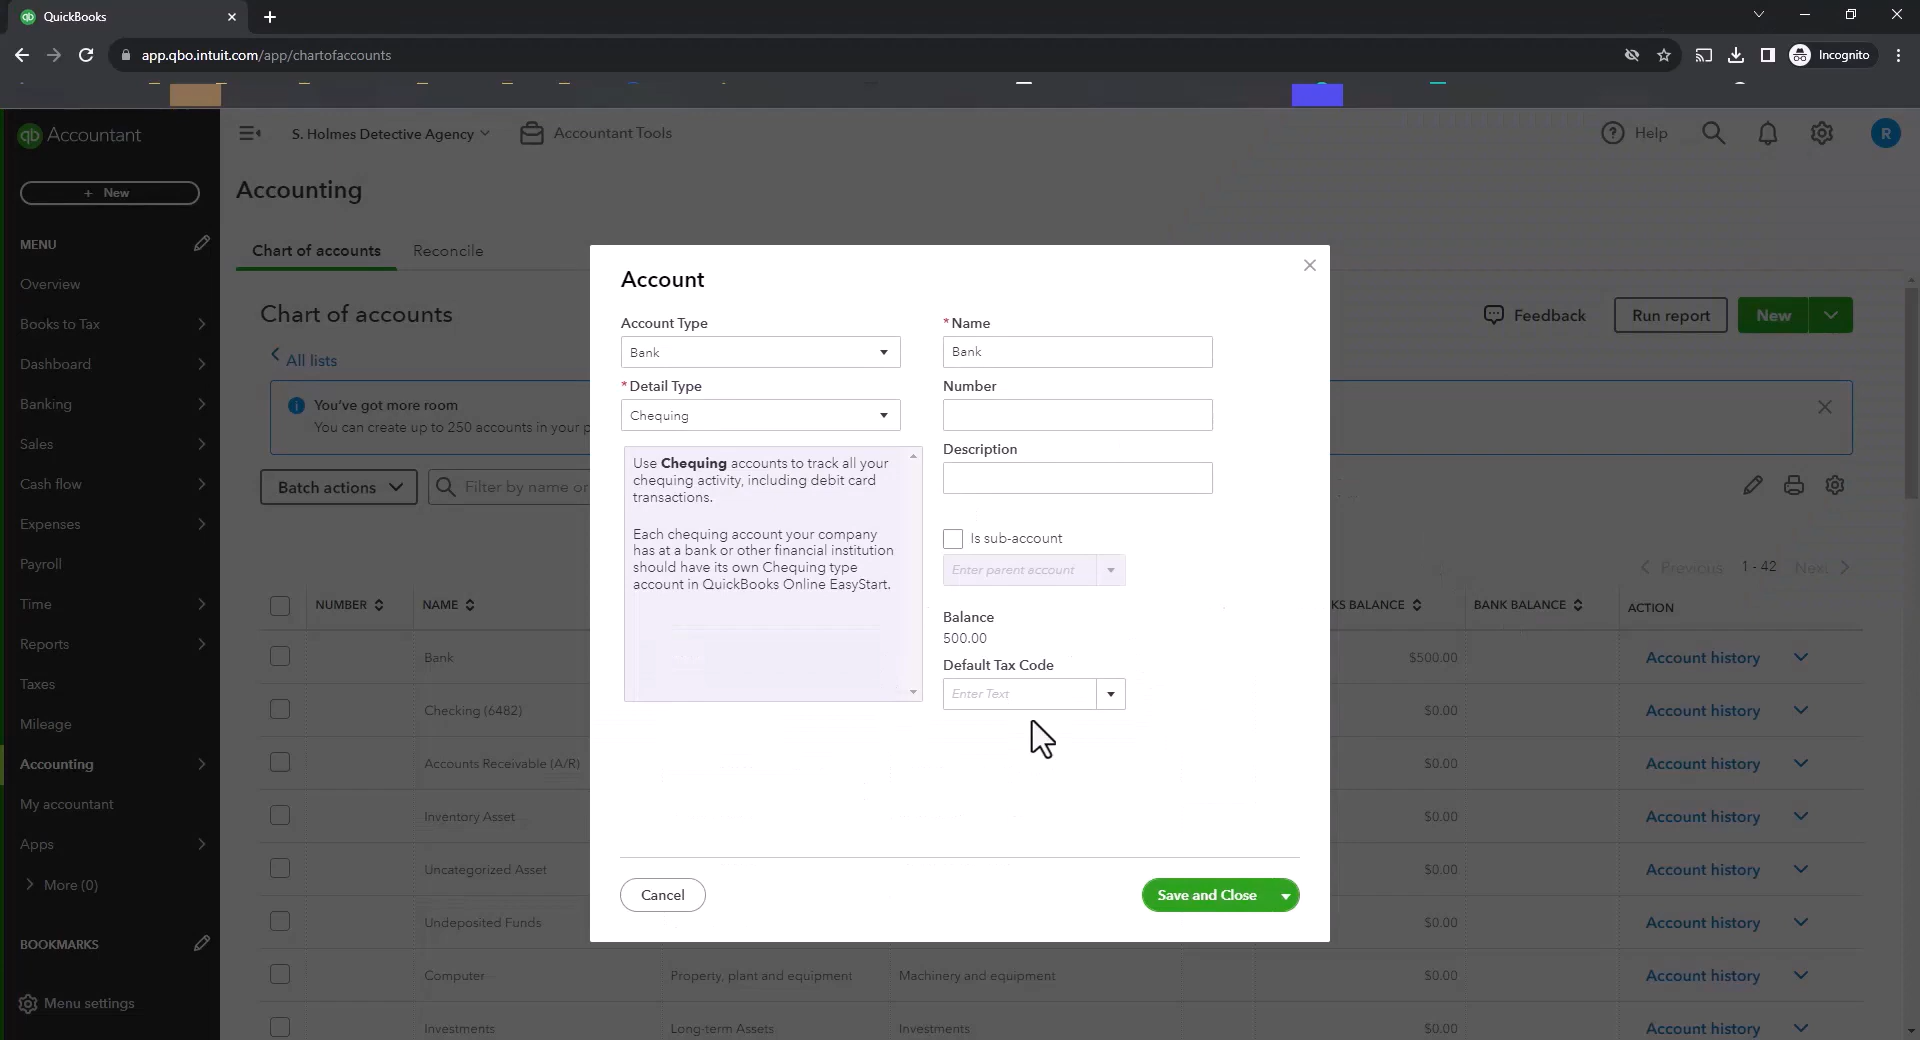 QuickBooks
app.qbo.intuit.com/app/chartofaccounts
Incognito
qb Accountant
S. Holmes Detective Agency
Accountant Tools
Help
R
+ New
Accounting
MENU
Chart of accounts
Reconcile
Overview
Books to Tax
Dashboard
Banking
Sales
Cash flow
Expenses
Payroll
Time
Reports
Taxes
Mileage
Accounting
My accountant
Apps
More (0)
BOOKMARKS
Menu settings
Chart of accounts
Feedback
Run report
New
All lists
You've got more room
You can create up to 250 accounts in your
Batch actions
Filter by name or
Previous 1 - 42 Next
NUMBER
NAME
BALANCE
BANK BALANCE
ACTION
Bank
$500.00
Account history
Checking (6482)
$0.00
Account history
Accounts Receivable (A/R)
$0.00
Account history
Inventory Asset
$0.00
Account history
Uncategorized Asset
$0.00
Account history
Undeposited Funds
$0.00
Account history
Computer
Property, plant and equipment
Machinery and equipment
$0.00
Account history
Investments
Long-term Assets
Investments
$0.00
Account history
Account
Account Type
Bank
* Detail Type
Chequing
Use Chequing accounts to track all your
chequing activity, including debit card
transactions.
Each chequing account your company
has at a bank or other financial institution
should have its own Chequing type
account in QuickBooks Online EasyStart.
* Name
Bank
Number
Description
Is sub-account
Enter parent account
Balance
500.00
Default Tax Code
Enter Text
Cancel
Save and Close